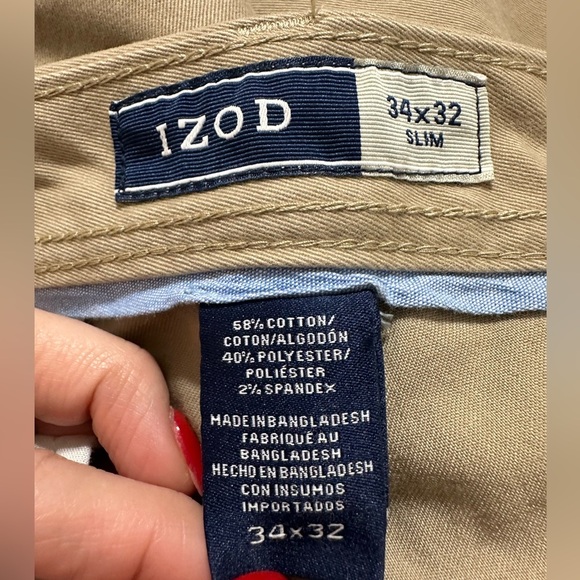 IZOD
34x32
SLIM
58% COTTON/
COTON/ALGODÓN
40% POLYESTER/
POLIÉSTER
2% SPANDEX
MADE IN BANGLADESH
FABRIQUÉ AU
BANGLADESH
HECHO EN BANGLADESH
CON INSUMOS
IMPORTADOS
34x32